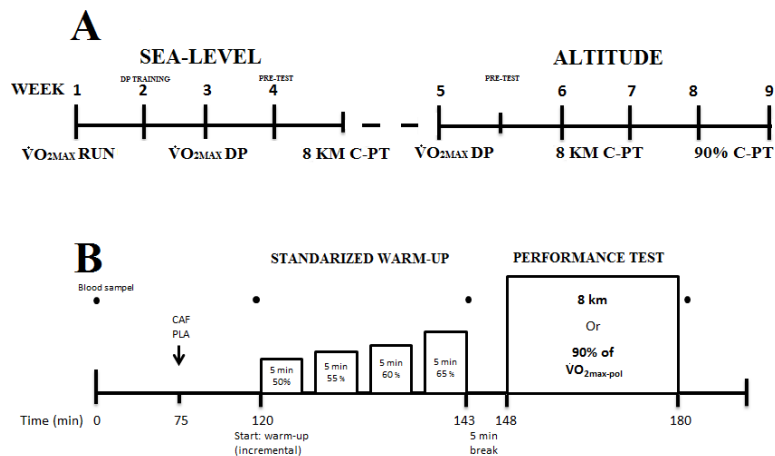 A
SEA-LEVEL
ALTITUDE
DP TRAINING
PRE-TEST
PRE-TEST
WEEK 1 2 3 4 5 6 7 8 9
V̇O2MAX RUN V̇O2MAX DP 8 KM C-PT V̇O2MAX DP 8 KM C-PT 90% C-PT
B
STANDARIZED WARM-UP
PERFORMANCE TEST
Blood sampel
CAF
PLA
5 min
50%
5 min
55 %
5 min
60 %
5 min
65 %
8 km
Or
90% of
V̇O2max-pol
Time (min) 0 75 120 143 148 180
Start: warm-up
(incremental)
5 min
break